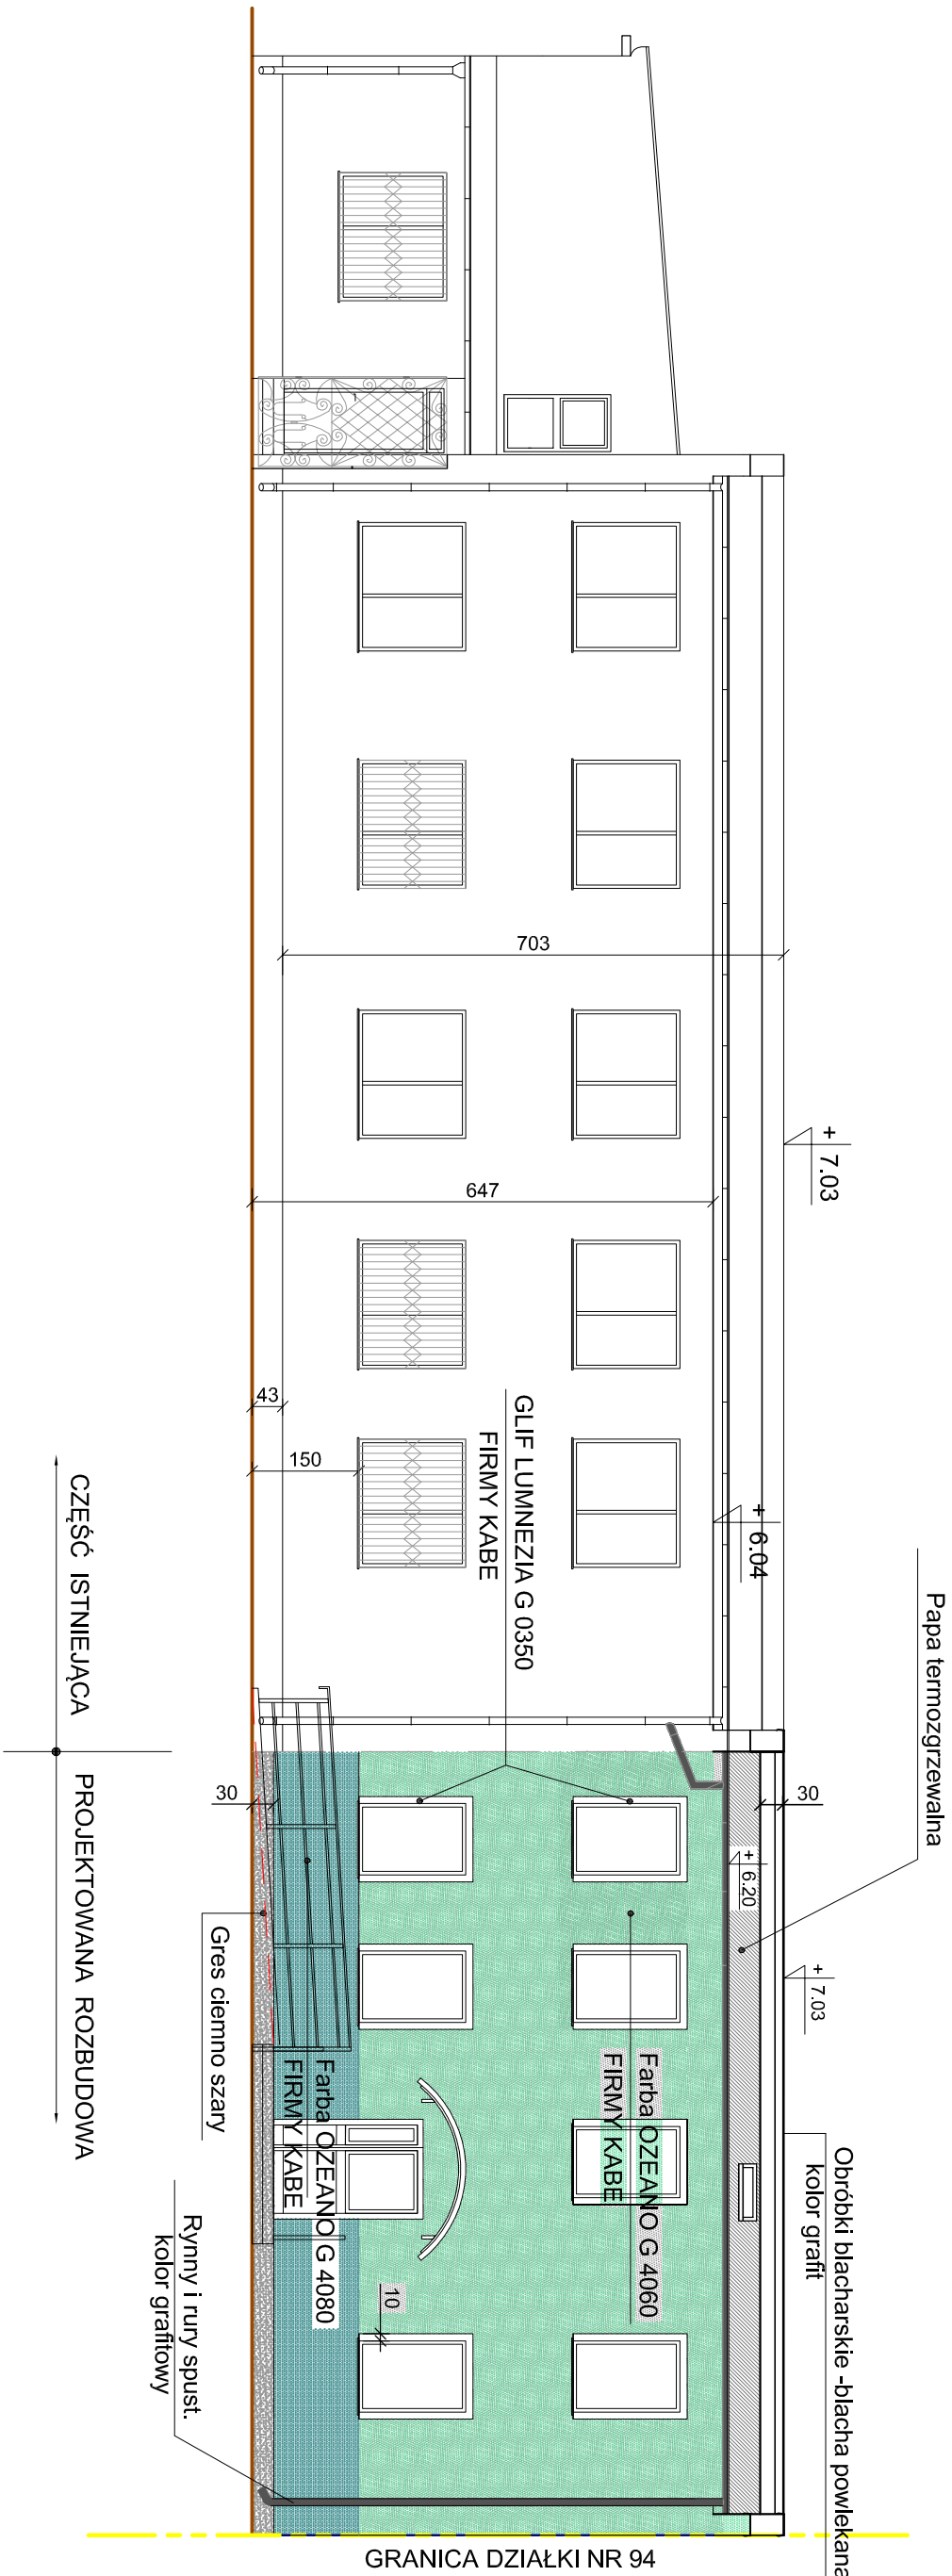 Papa termozgrzewalna
Obróbki blacharskie -blacha powlekana
kolor grafit
+
7.03
+
6.04
+
7.03
+
6.20
30
703
647
43
150
30
10
GLIF LUMNEZIA G 0350
FIRMY KABE
Farba OZEANO G 4060
FIRMY KABE
Farba OZEANO G 4080
FIRMY KABE
Gres ciemno szary
Rynny i rury spust.
kolor grafitowy
CZĘŚĆ ISTNIEJĄCA
PROJEKTOWANA ROZBUDOWA
GRANICA DZIAŁKI NR 94